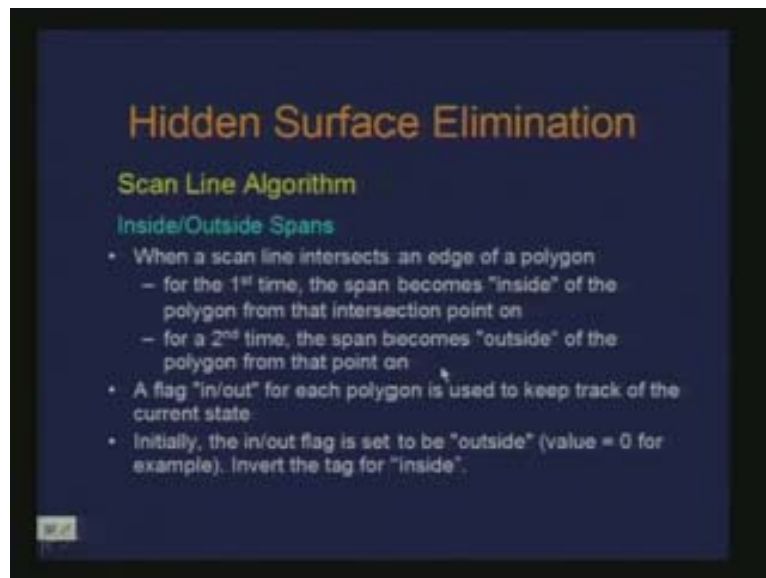 Hidden Surface Elimination
Scan Line Algorithm
Inside/Outside Spans
• When a scan line intersects an edge of a polygon
– for the 1st time, the span becomes "inside" of the
polygon from that intersection point on
– for a 2nd time, the span becomes "outside" of the
polygon from that point on
• A flag "in/out" for each polygon is used to keep track of the
current state
• Initially, the in/out flag is set to be "outside" (value = 0 for
example). Invert the tag for "inside".